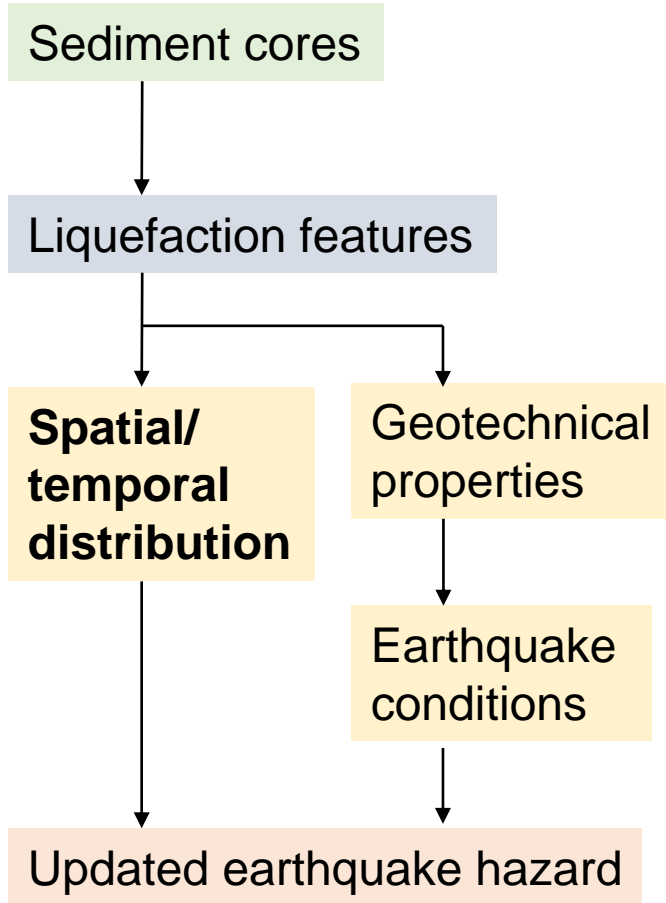 Sediment cores
Liquefaction features
Spatial/
temporal
distribution
Geotechnical
properties
Earthquake
conditions
Updated earthquake hazard